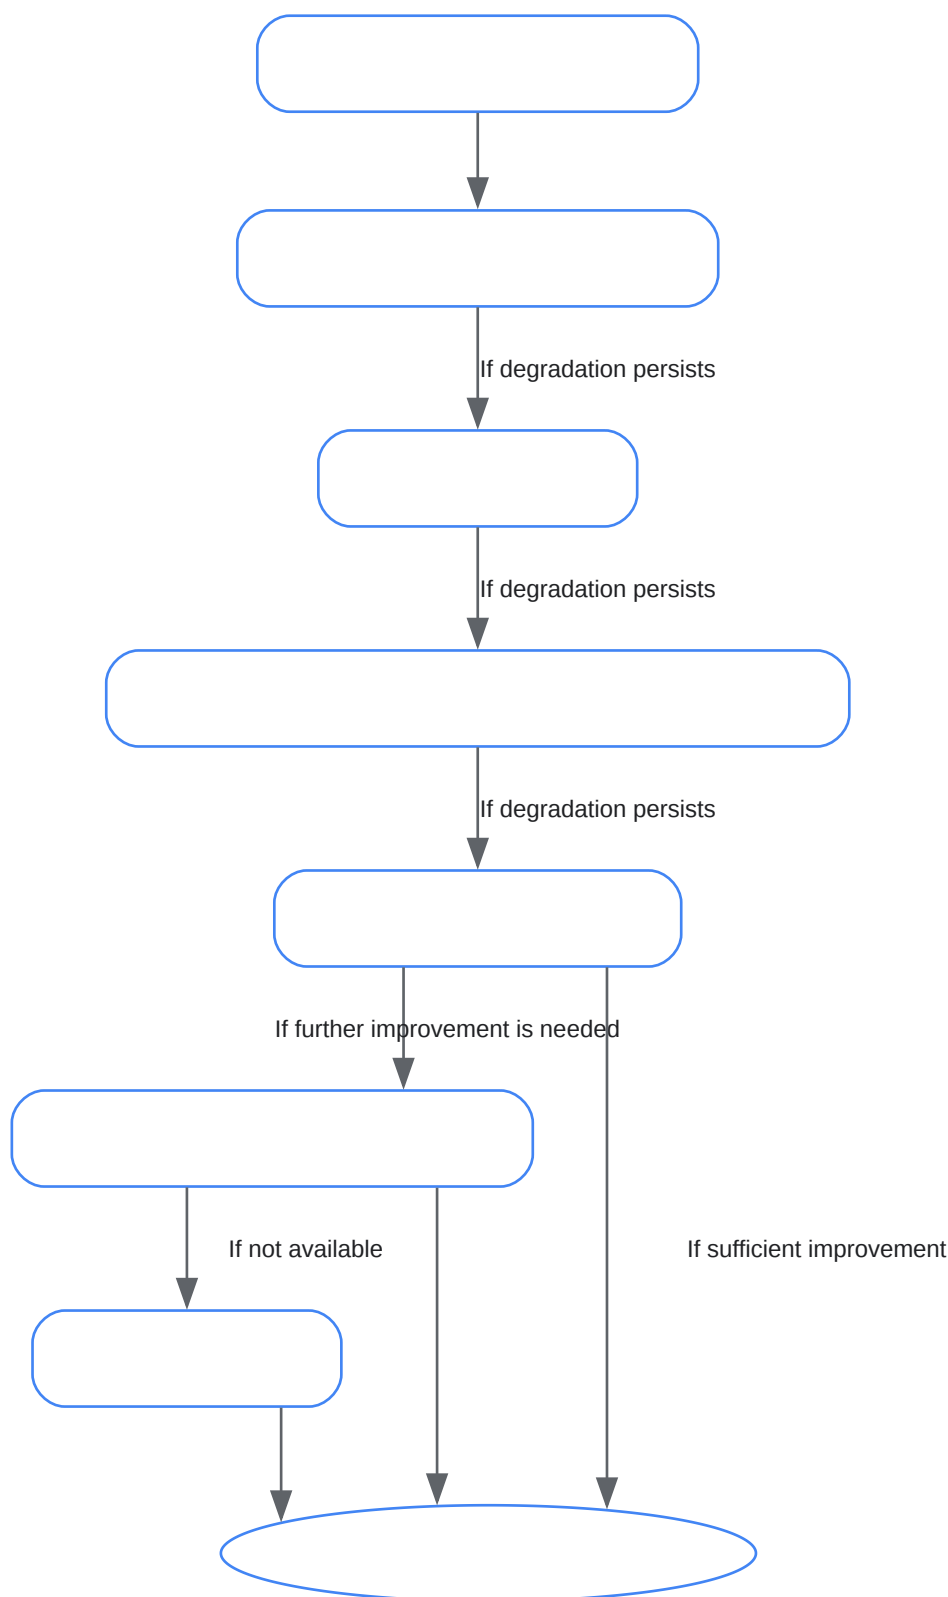 If degradation persists
If degradation persists
If degradation persists
If further improvement is needed
If not available
If sufficient improvement